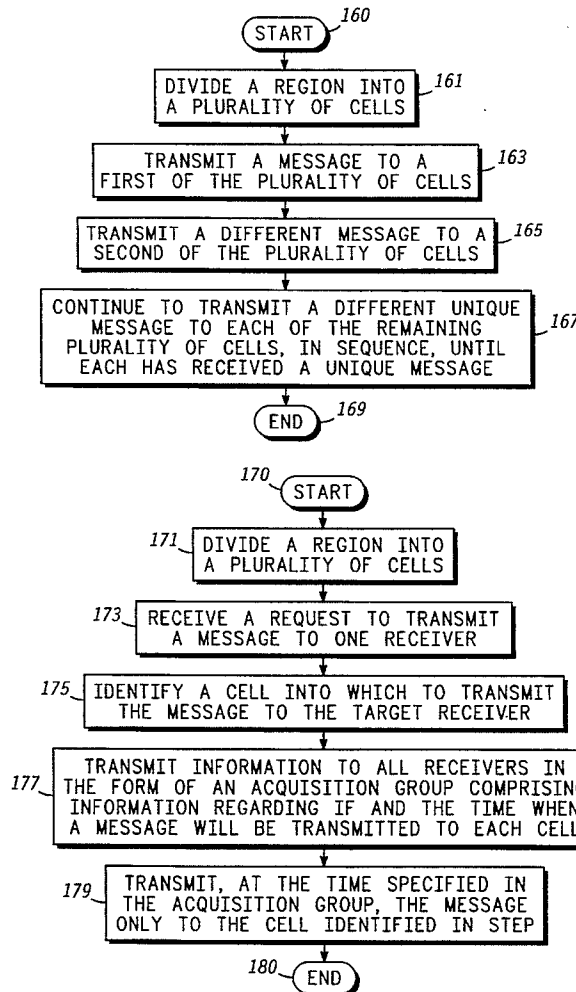 START
160
DIVIDE A REGION INTO
A PLURALITY OF CELLS
161
TRANSMIT A MESSAGE TO A
FIRST OF THE PLURALITY OF CELLS
163
TRANSMIT A DIFFERENT MESSAGE TO A
SECOND OF THE PLURALITY OF CELLS
165
CONTINUE TO TRANSMIT A DIFFERENT UNIQUE
MESSAGE TO EACH OF THE REMAINING
PLURALITY OF CELLS, IN SEQUENCE, UNTIL
EACH HAS RECEIVED A UNIQUE MESSAGE
167
END
169
170
START
171
DIVIDE A REGION INTO
A PLURALITY OF CELLS
173
RECEIVE A REQUEST TO TRANSMIT
A MESSAGE TO ONE RECEIVER
175
IDENTIFY A CELL INTO WHICH TO TRANSMIT
THE MESSAGE TO THE TARGET RECEIVER
177
TRANSMIT INFORMATION TO ALL RECEIVERS IN
THE FORM OF AN ACQUISITION GROUP COMPRISING
INFORMATION REGARDING IF AND THE TIME WHEN
A MESSAGE WILL BE TRANSMITTED TO EACH CELL
179
TRANSMIT, AT THE TIME SPECIFIED IN
THE ACQUISITION GROUP, THE MESSAGE
ONLY TO THE CELL IDENTIFIED IN STEP
180
END